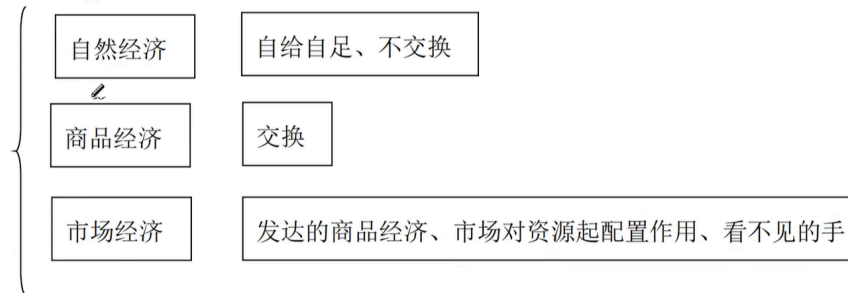 自然经济 自给自足、不交换
商品经济 交换
市场经济 发达的商品经济、市场对资源起配置作用、看不见的手